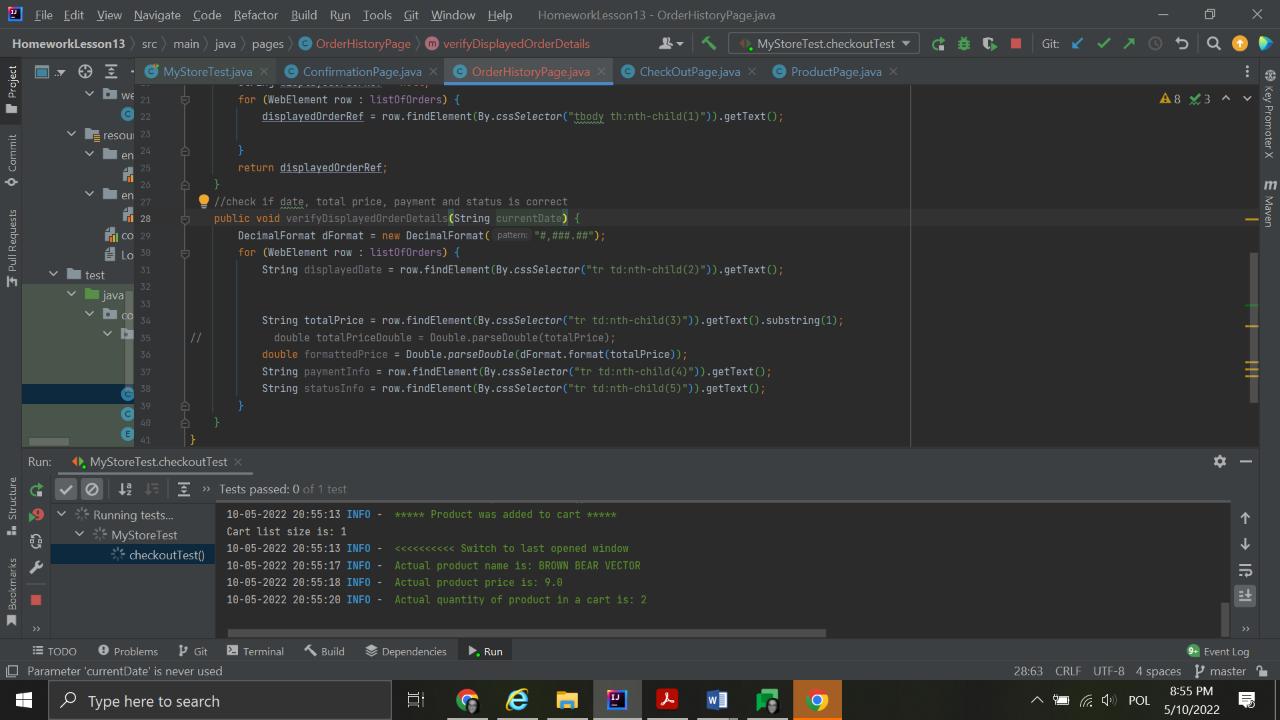 File Edit View Navigate Code Refactor Build Run Tools Git Window Help HomeworkLesson13 - OrderHistoryPage.java
HomeworkLesson13 src main java pages OrderHistoryPage verifyDisplayedOrderDetails MyStoreTest.checkoutTest Git:
MyStoreTest.java ConfirmationPage.java OrderHistoryPage.java CheckOutPage.java ProductPage.java
Project
Commit
Pull Requests
Structure
Bookmarks
we
resou
en
en
co
Lo
test
java
co
8 3
21 for (WebElement row : listOfOrders) {
22 displayedOrderRef = row.findElement(By.cssSelector("tbody th:nth-child(1)")).getText();
23
24 }
25 return displayedOrderRef;
26 }
27 //check if date, total price, payment and status is correct
28 public void verifyDisplayedOrderDetails(String currentDate) {
29 DecimalFormat dFormat = new DecimalFormat( pattern: "#,###.##");
30 for (WebElement row : listOfOrders) {
31 String displayedDate = row.findElement(By.cssSelector("tr td:nth-child(2)")).getText();
32
33
34 String totalPrice = row.findElement(By.cssSelector("tr td:nth-child(3)")).getText().substring(1);
35 // double totalPriceDouble = Double.parseDouble(totalPrice);
36 double formattedPrice = Double.parseDouble(dFormat.format(totalPrice));
37 String paymentInfo = row.findElement(By.cssSelector("tr td:nth-child(4)")).getText();
38 String statusInfo = row.findElement(By.cssSelector("tr td:nth-child(5)")).getText();
39 }
40 }
41 }
Key Promoter X
Maven
Run: MyStoreTest.checkoutTest
Tests passed: 0 of 1 test
Running tests...
MyStoreTest
checkoutTest()
10-05-2022 20:55:13 INFO - ***** Product was added to cart *****
Cart list size is: 1
10-05-2022 20:55:13 INFO - <<<<<<<<<< Switch to last opened window
10-05-2022 20:55:17 INFO - Actual product name is: BROWN BEAR VECTOR
10-05-2022 20:55:18 INFO - Actual product price is: 9.0
10-05-2022 20:55:20 INFO - Actual quantity of product in a cart is: 2
TODO Problems Git Terminal Build Dependencies Run 9+ Event Log
Parameter 'currentDate' is never used 28:63 CRLF UTF-8 4 spaces master
Type here to search POL 8:55 PM
5/10/2022